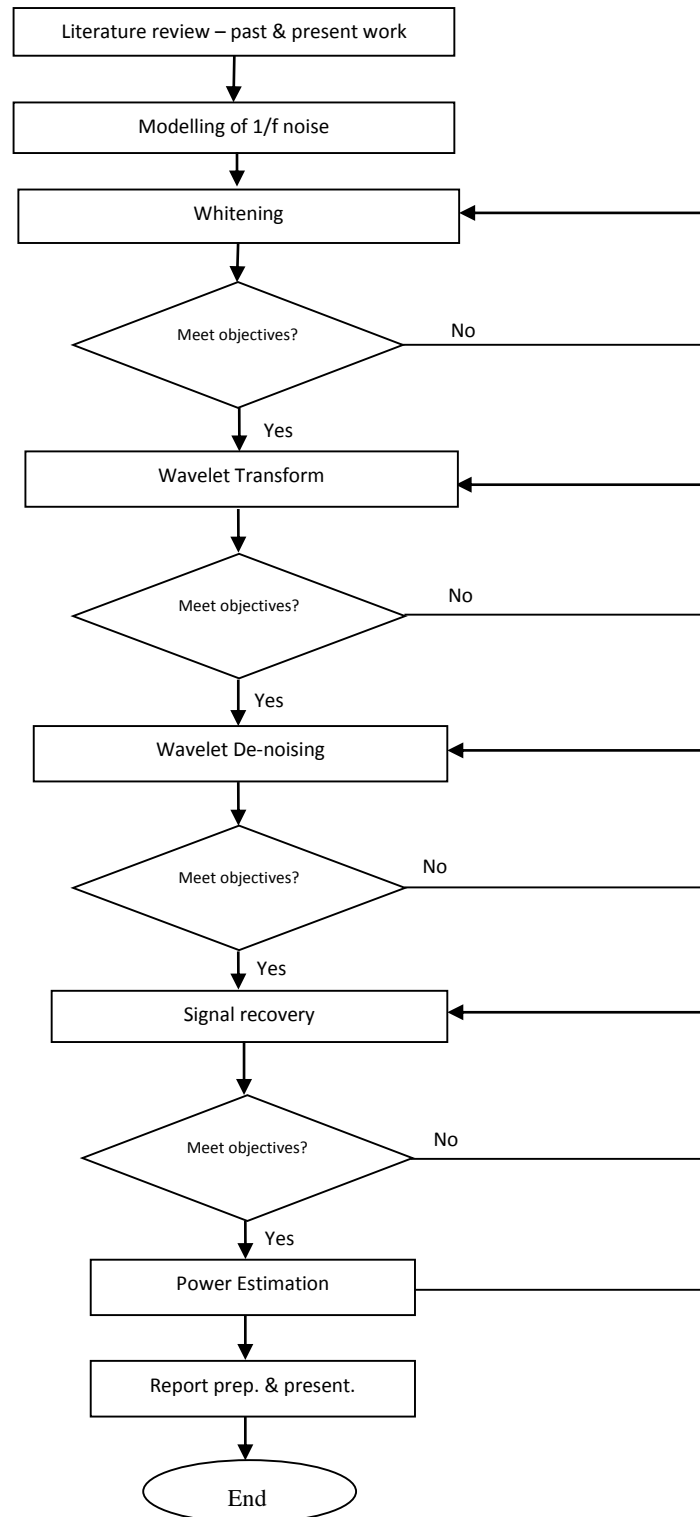 Literature review – past & present work
Modelling of 1/f noise
Whitening
Meet objectives?
No
Yes
Wavelet Transform
Meet objectives?
No
Yes
Wavelet De-noising
Meet objectives?
No
Yes
Signal recovery
Meet objectives?
No
Yes
Power Estimation
Report prep. & present.
End